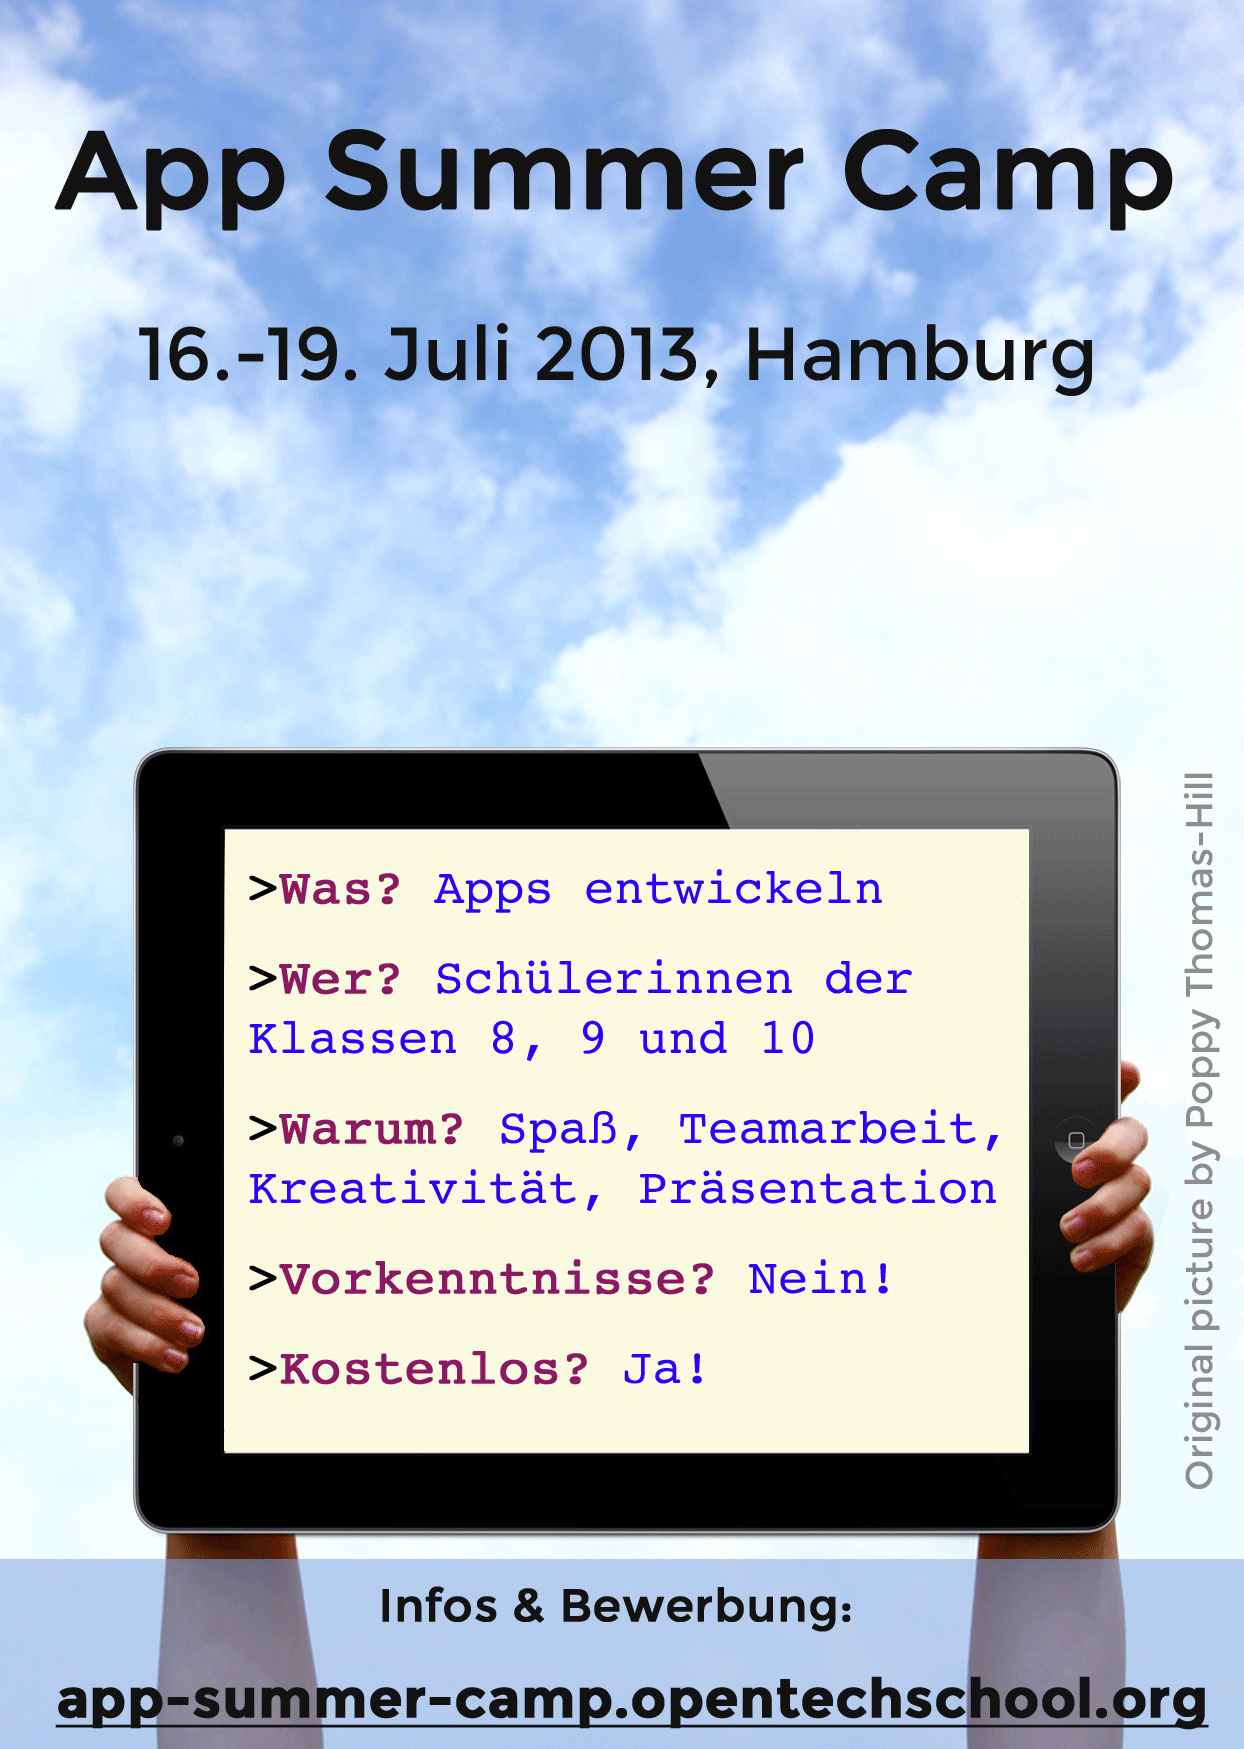 App Summer Camp
16.-19. Juli 2013, Hamburg
>Was? Apps entwickeln
>Wer? Schülerinnen der
Klassen 8, 9 und 10
>Warum? Spaß, Teamarbeit,
Kreativität, Präsentation
>Vorkenntnisse? Nein!
>Kostenlos? Ja!
Original picture by Poppy Thomas-Hill
Infos & Bewerbung:
app-summer-camp.opentechschool.org